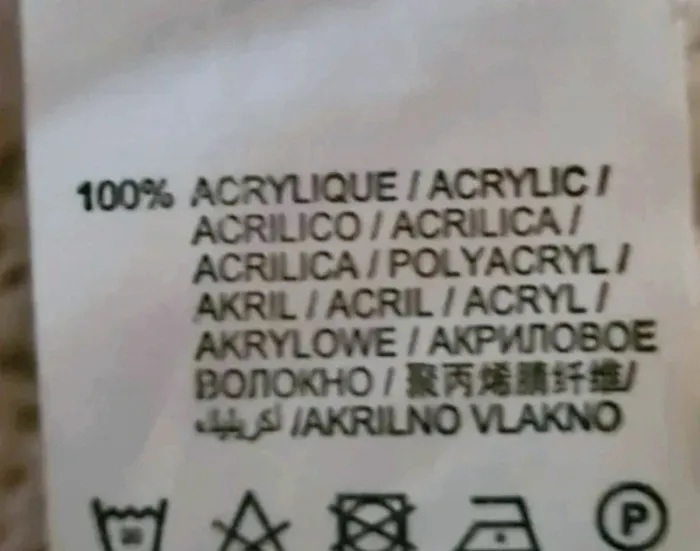 100% ACRYLIQUE / ACRYLIC /
ACRILICO / ACRILICA /
ACRILICA / POLYACRYL /
AKRIL / ACRIL / ACRYL /
AKRYLOWE / АКРИЛОВОЕ
ВОЛОКНО / 聚丙烯腈纤维/
/AKRILNO VLAKNO
P